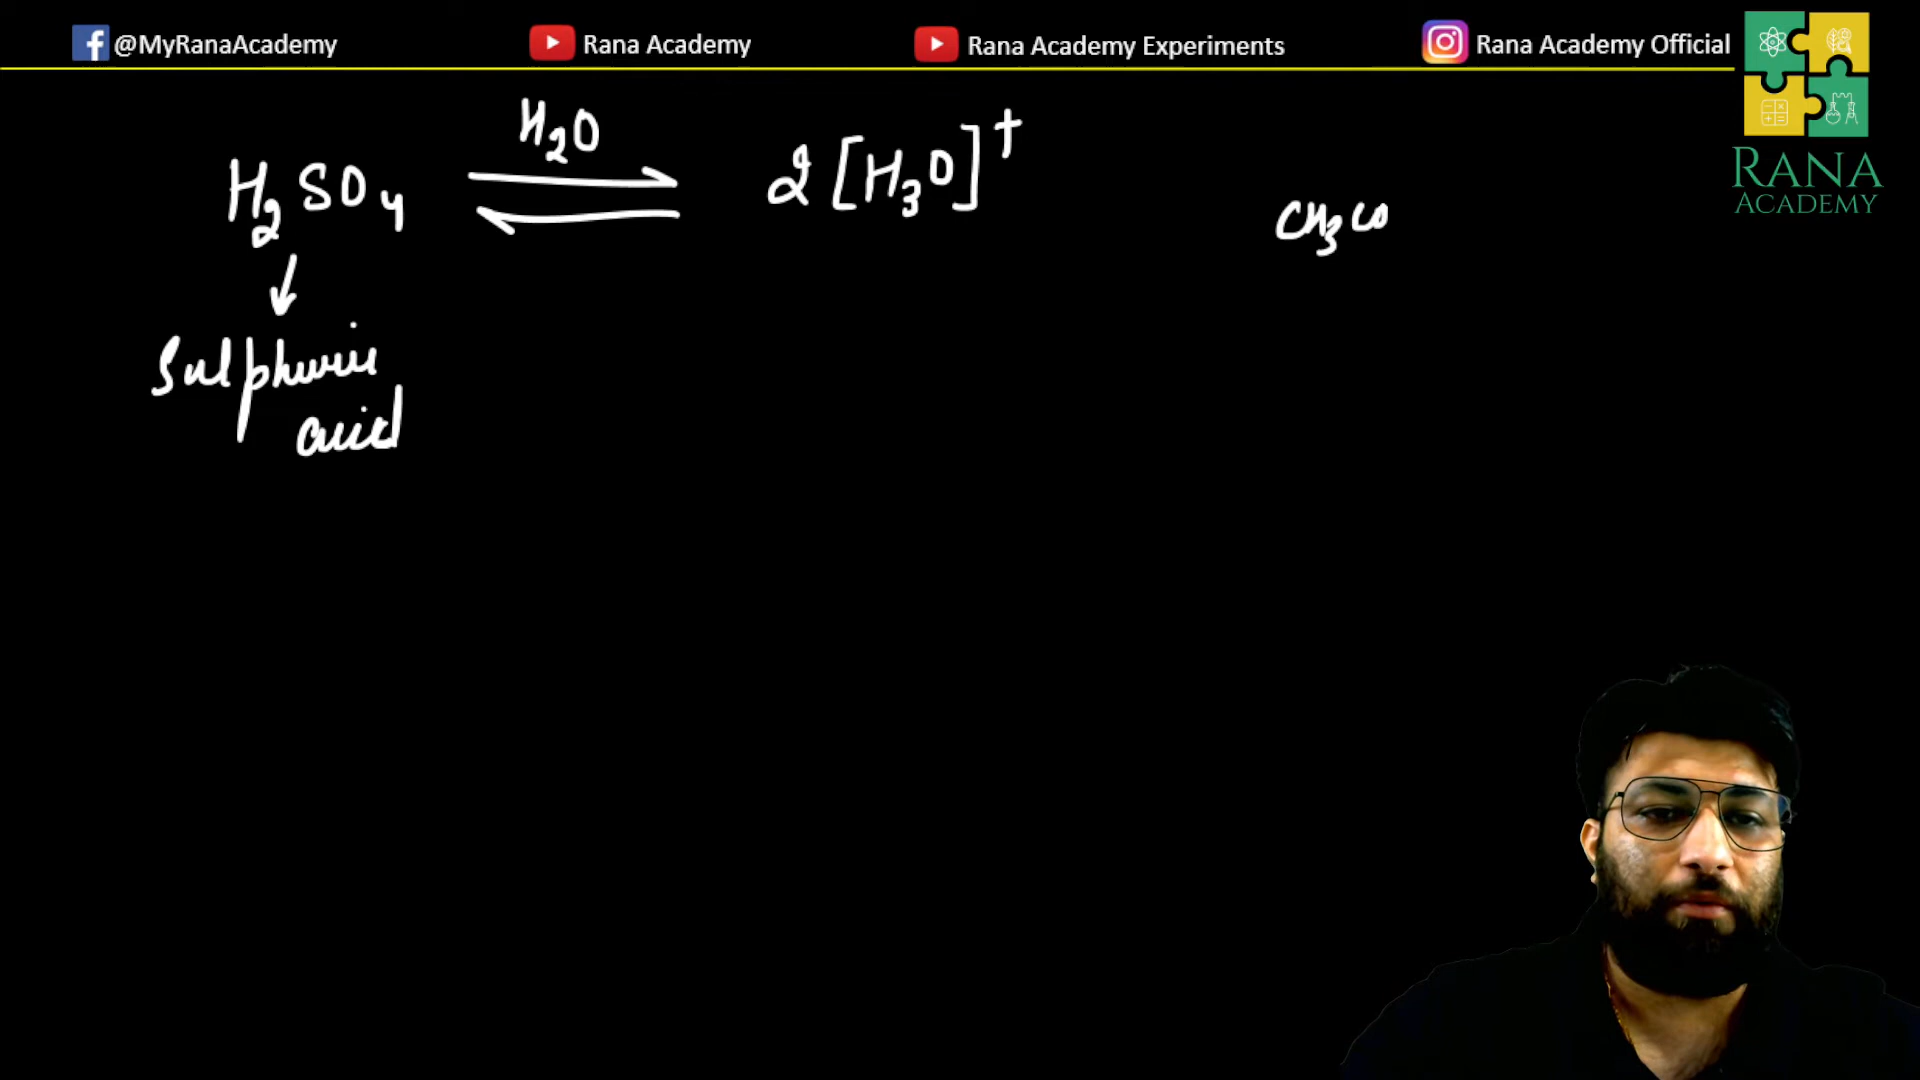 @MyRanaAcademy
Rana Academy
Rana Academy Experiments
Rana Academy Official
RANA
ACADEMY
H₂SO₄ ⇌ H₂O 2[H₃O]⁺
CH₃CO
↓
Sulphuric
acid